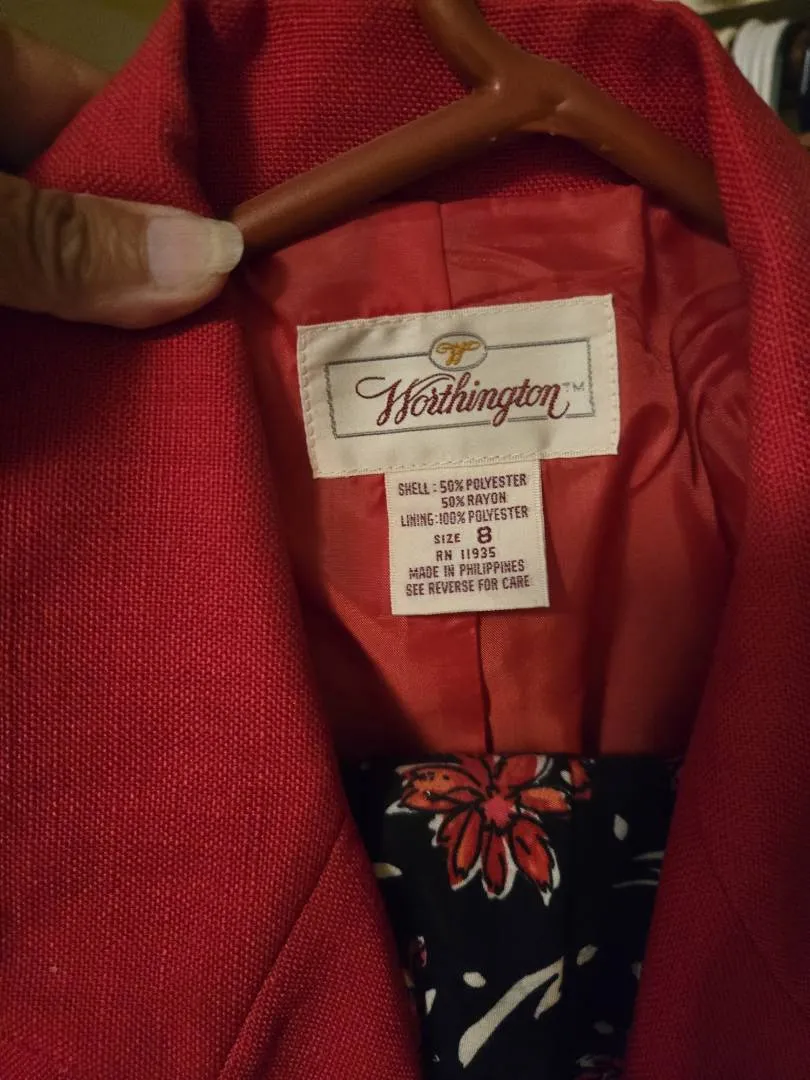 Worthington™
SHELL: 50% POLYESTER
50% RAYON
LINING: 100% POLYESTER
SIZE 8
RN 11935
MADE IN PHILIPPINES
SEE REVERSE FOR CARE